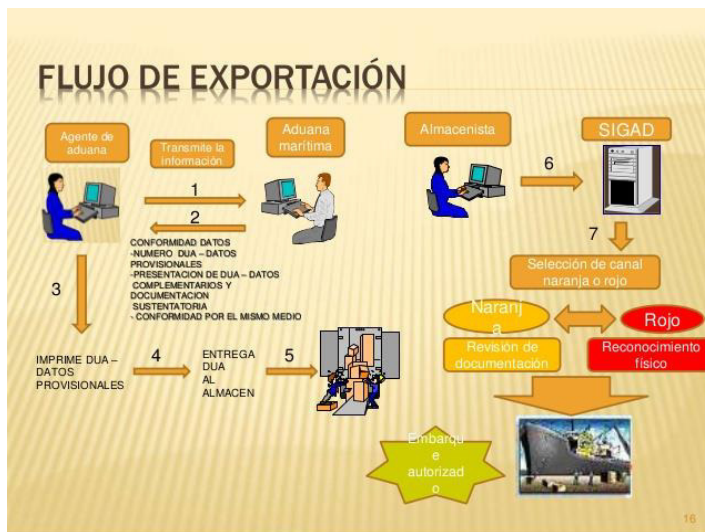 FLUJO DE EXPORTACIÓN
Agente de
aduana
Transmite la
información
Aduana
marítima
1
2
CONFORMIDAD DATOS
-NUMERO DUA – DATOS
PROVISIONALES
-PRESENTACION DE DUA – DATOS
COMPLEMENTARIOS Y
DOCUMENTACION
SUSTENTATORIA
- CONFORMIDAD POR EL MISMO MEDIO
3
IMPRIME DUA –
DATOS
PROVISIONALES
4
ENTREGA
DUA
AL
ALMACEN
5
Almacenista
SIGAD
6
7
Selección de canal
naranja o rojo
Naranj
a
Rojo
Revisión de
documentación
Reconocimiento
físico
Embarqu
e
autorizad
o
16